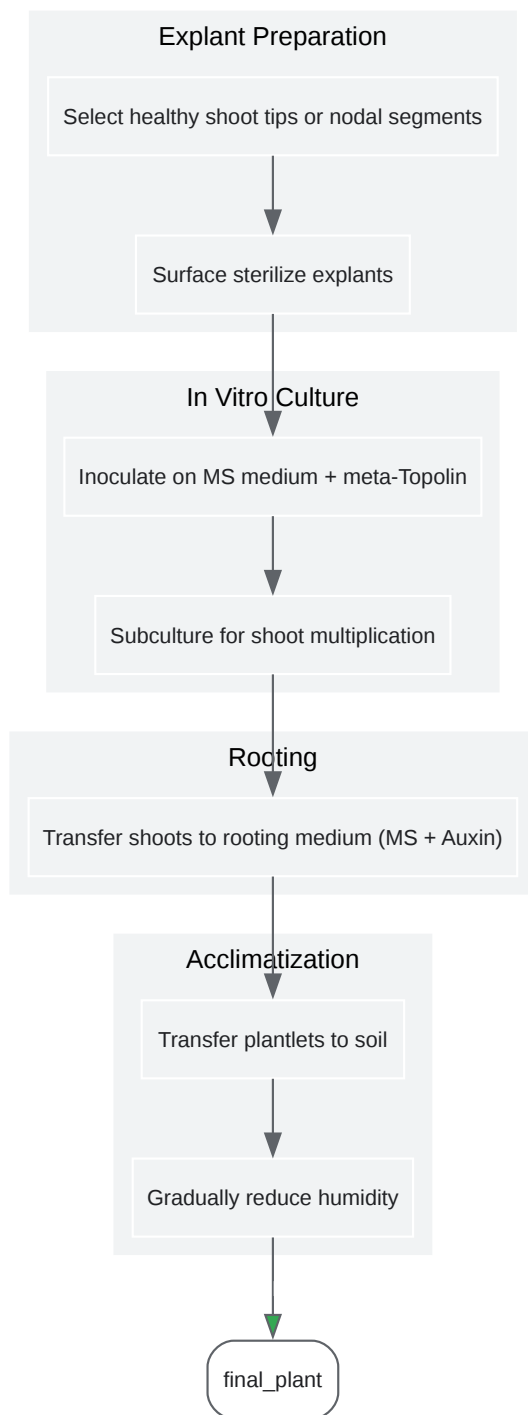 Explant Preparation
Select healthy shoot tips or nodal segments
Surface sterilize explants
In Vitro Culture
Inoculate on MS medium + meta-Topolin
Subculture for shoot multiplication
Rooting
Transfer shoots to rooting medium (MS + Auxin)
Acclimatization
Transfer plantlets to soil
Gradually reduce humidity
final_plant